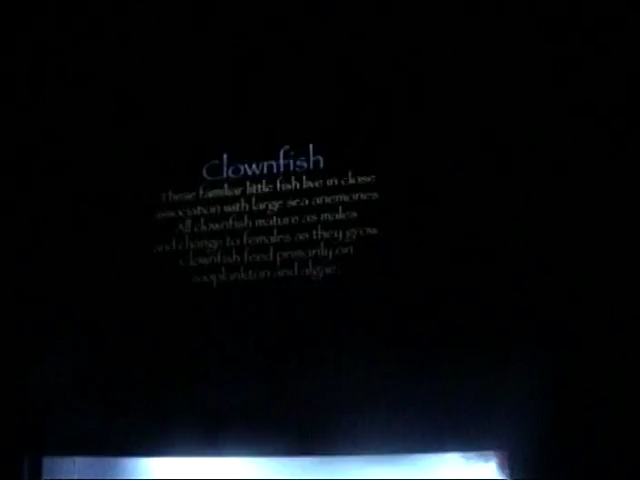 Clownfish
These familiar little fish live in close
association with large sea anemones
All clownfish mature as males
and change to females as they grow
Clownfish feed primarily on
zooplankton and algae.